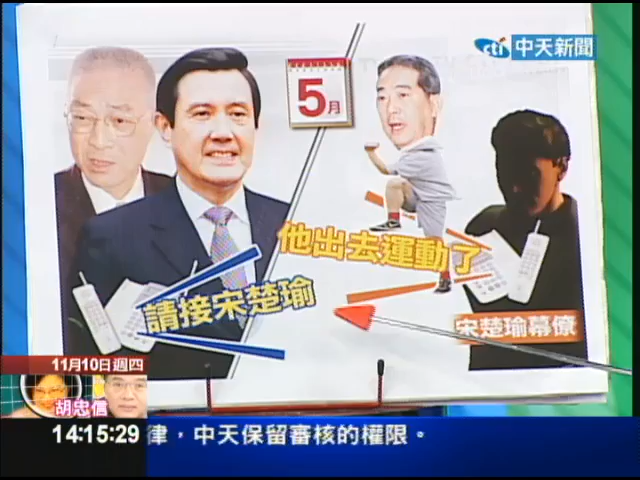 cti 中天新聞
5月
他出去運動了
請接宋楚瑜
宋楚瑜幕僚
11月10日週四
胡忠信
14:15:29 律，中天保留審核的權限。